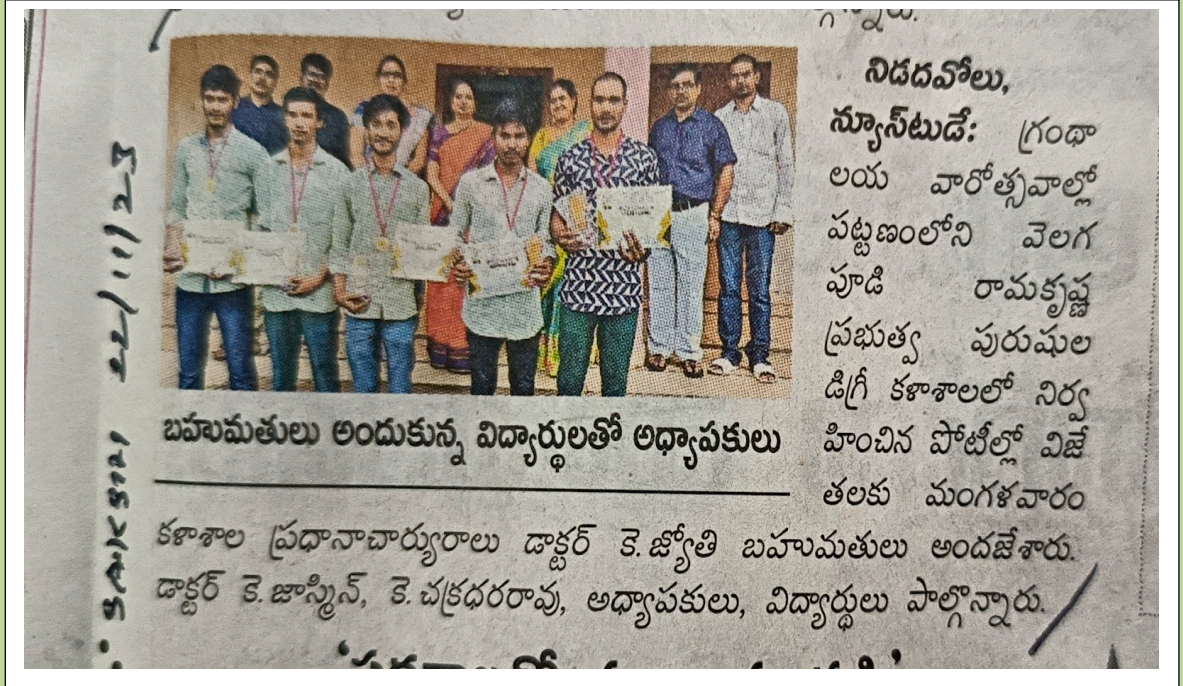 నిడదవోలు,
న్యూస్‌టుడే: గ్రంథా
లయ వారోత్సవాల్లో
పట్టణంలోని వెలగ
పూడి రామకృష్ణ
ప్రభుత్వ పురుషుల
డిగ్రీ కళాశాలలో నిర్వ
హించిన పోటీల్లో విజే
తలకు మంగళవారం
కళాశాల ప్రధానాచార్యురాలు డాక్టర్ కె.జ్యోతి బహుమతులు అందజేశారు.
డాక్టర్ కె.జాస్మిన్, కె.చక్రధరరావు, అధ్యాపకులు, విద్యార్థులు పాల్గొన్నారు.
బహుమతులు అందుకున్న విద్యార్థులతో అధ్యాపకులు